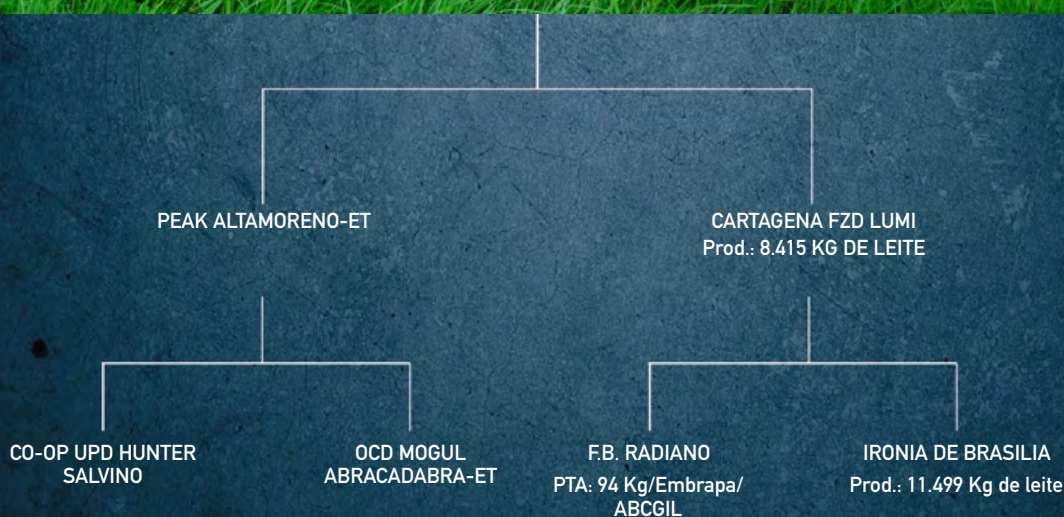 PEAK ALTAMORENO-ET
CARTAGENA FZD LUMI
Prod.: 8.415 KG DE LEITE
CO-OP UPD HUNTER
SALVINO
OCD MOGUL
ABRACADABRA-ET
F.B. RADIANO
PTA: 94 Kg/Embrapa/
ABCGIL
IRONIA DE BRASILIA
Prod.: 11.499 Kg de leite